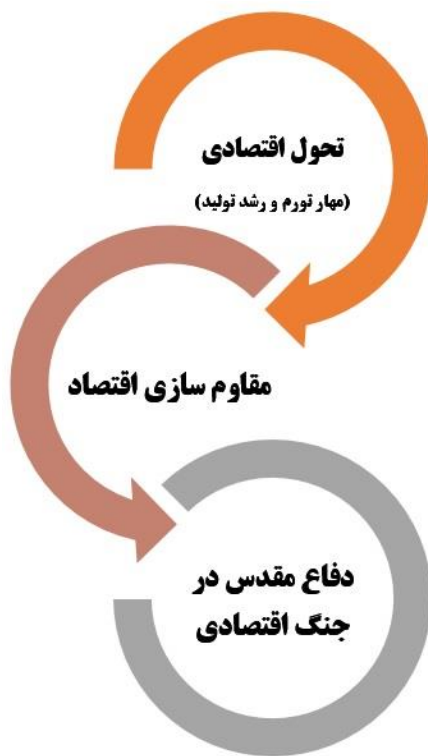 تحول اقتصادی
(مهار تورم و رشد تولید)
مقاوم سازی اقتصاد
دفاع مقدس در
جنگ اقتصادی